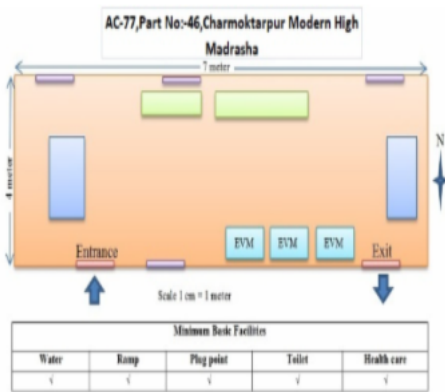 AC-77,Part No:-46,Charmoktarpur Modern High
Madrasha
7 meter
4 meter
N
EVM EVM EVM
Entrance
Exit
Scale 1 cm = 1 meter
Minimum Basic Facilities
Water Ramp Plug point Toilet Health care
√ √ √ √ √